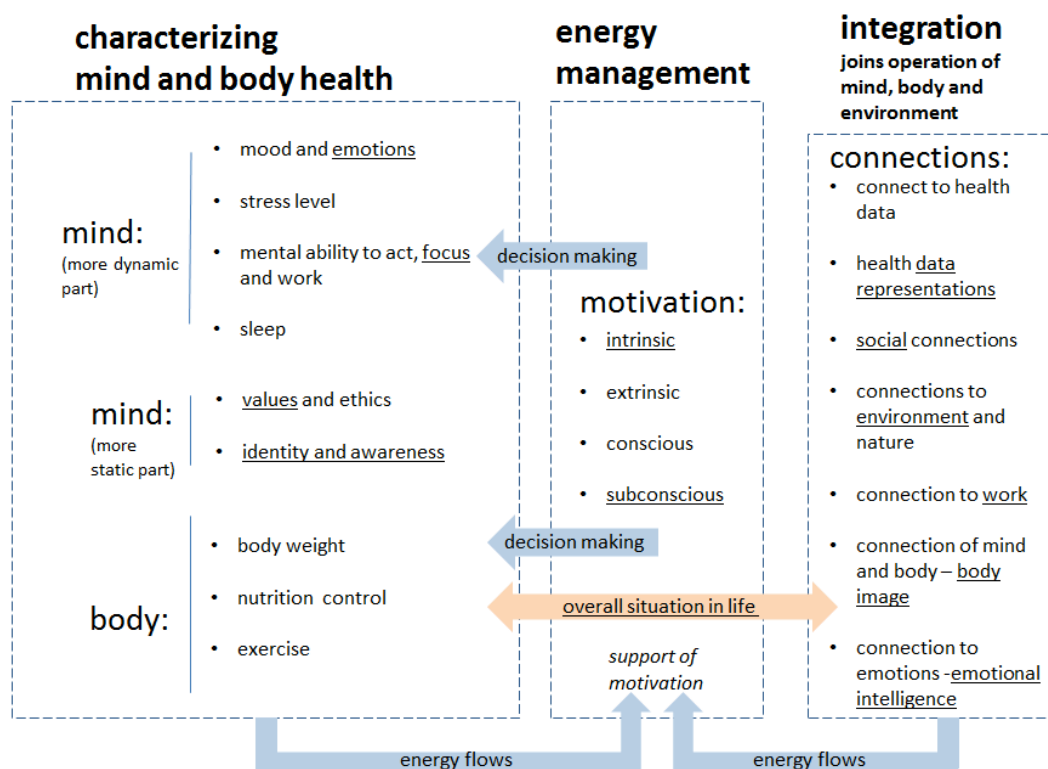 characterizing
mind and body health
energy
management
integration
joins operation of
mind, body and
environment
mind:
(more dynamic
part)
• mood and emotions
• stress level
• mental ability to act, focus
and work
• sleep
mind:
(more
static part)
• values and ethics
• identity and awareness
body:
• body weight
• nutrition control
• exercise
decision making
motivation:
• intrinsic
• extrinsic
• conscious
• subconscious
decision making
overall situation in life
support of
motivation
connections:
• connect to health
data
• health data
representations
• social connections
• connections to
environment and
nature
• connection to work
• connection of mind
and body – body
image
• connection to
emotions -emotional
intelligence
energy flows
energy flows